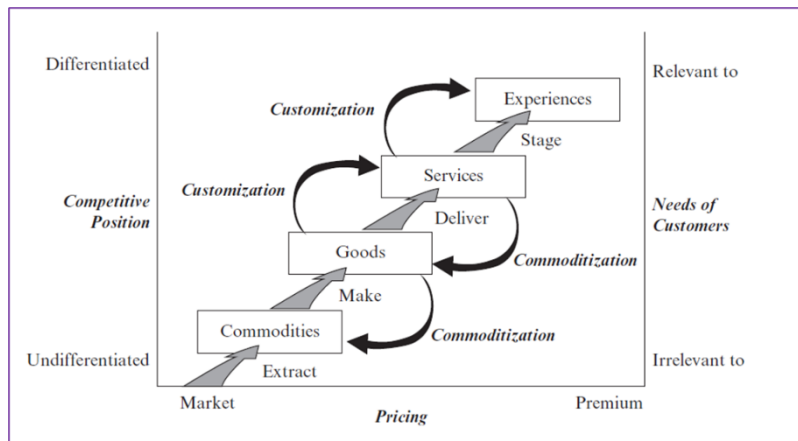 Differentiated
Relevant to
Experiences
Customization
Stage
Services
Customization
Competitive
Position
Deliver
Needs of
Customers
Goods
Commoditization
Make
Commodities
Commoditization
Undifferentiated
Extract
Irrelevant to
Market
Pricing
Premium